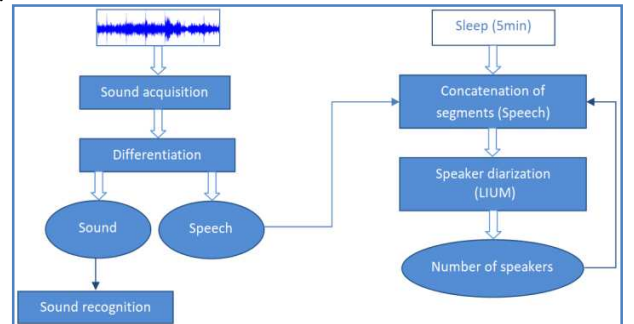 Sleep (5min)
Sound acquisition
Concatenation of
segments (Speech)
Differentiation
Speaker diarization
(LIUM)
Sound
Speech
Number of speakers
Sound recognition